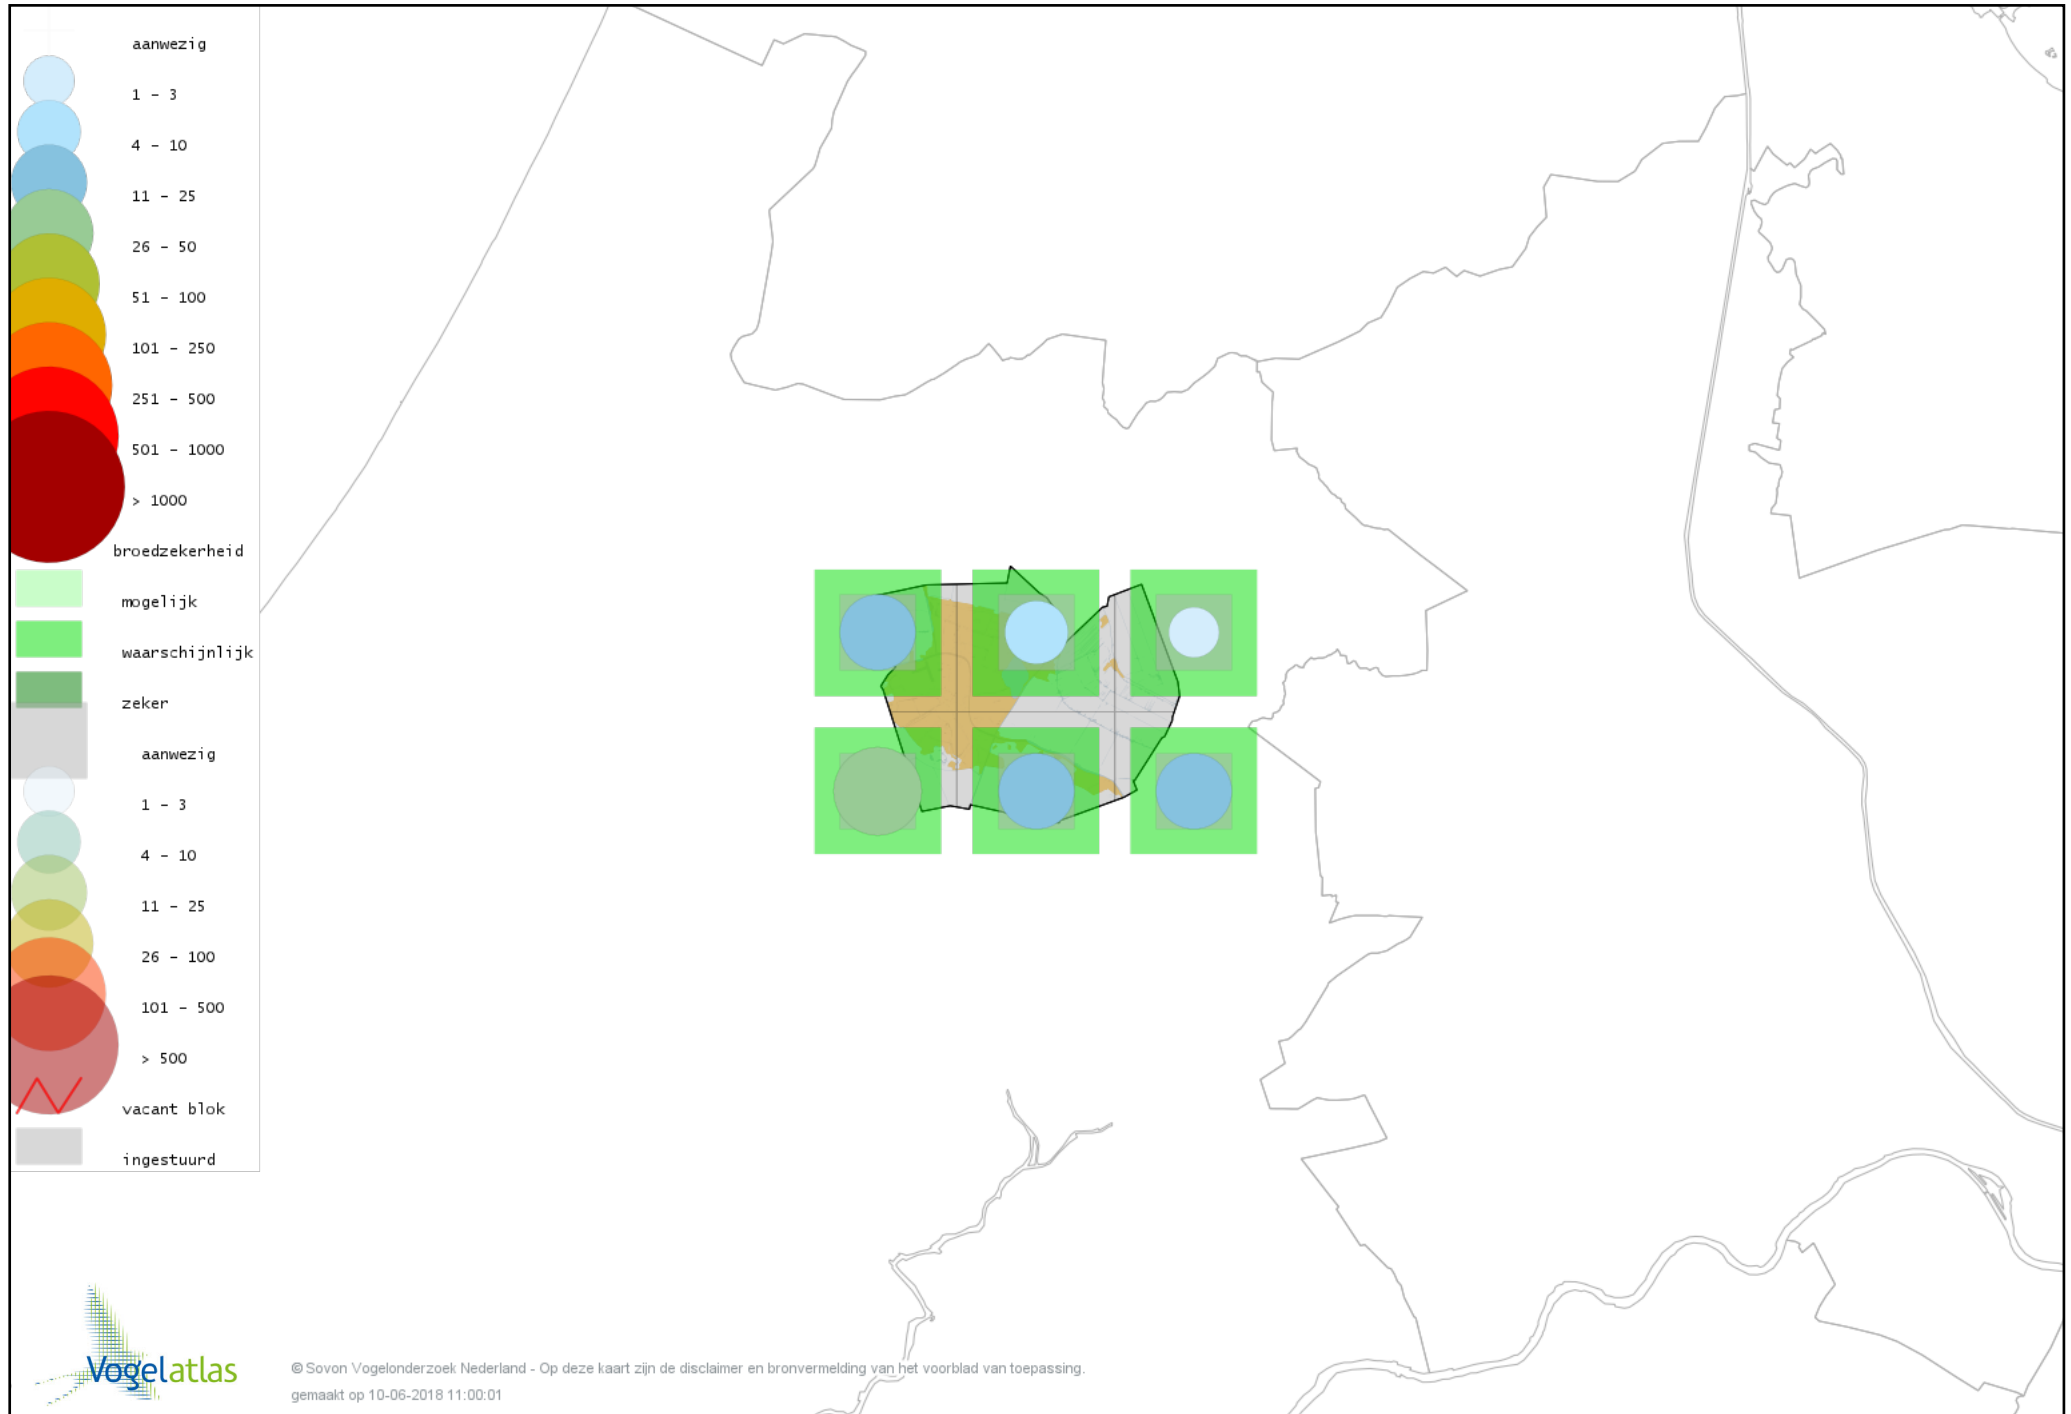 aanwezig
1 - 3
4 - 10
11 - 25
26 - 50
51 - 100
101 - 250
251 - 500
501 - 1000
> 1000
broedzekerheid
mogelijk
waarschijnlijk
zeker
aanwezig
1 - 3
4 - 10
11 - 25
26 - 100
101 - 500
> 500
vacant blok
ingestuurd
Vogelatlas
© Sovon Vogelonderzoek Nederland - Op deze kaart zijn de disclaimer en bronvermelding van het voorblad van toepassing.
gemaakt op 10-06-2018 11:00:01